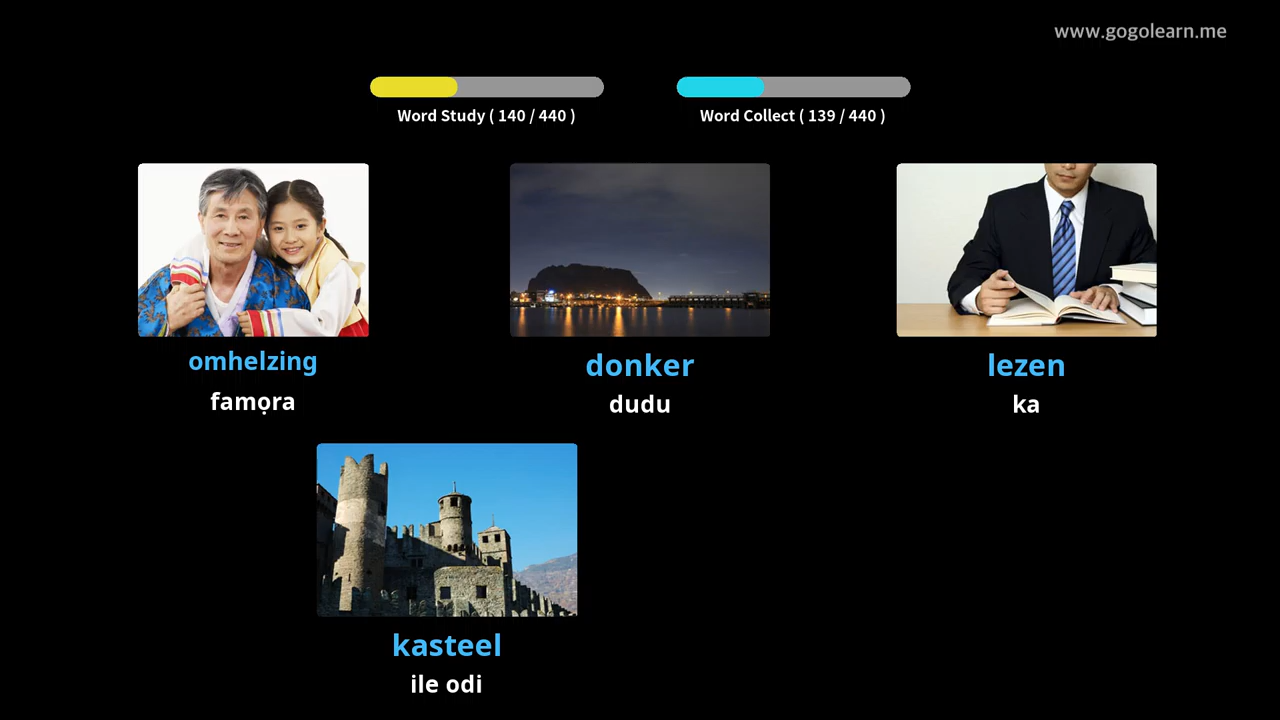 www.gogolearn.me
Word Study ( 140 / 440 )
Word Collect ( 139 / 440 )
omhelzing
famọra
donker
dudu
lezen
ka
kasteel
ile odi